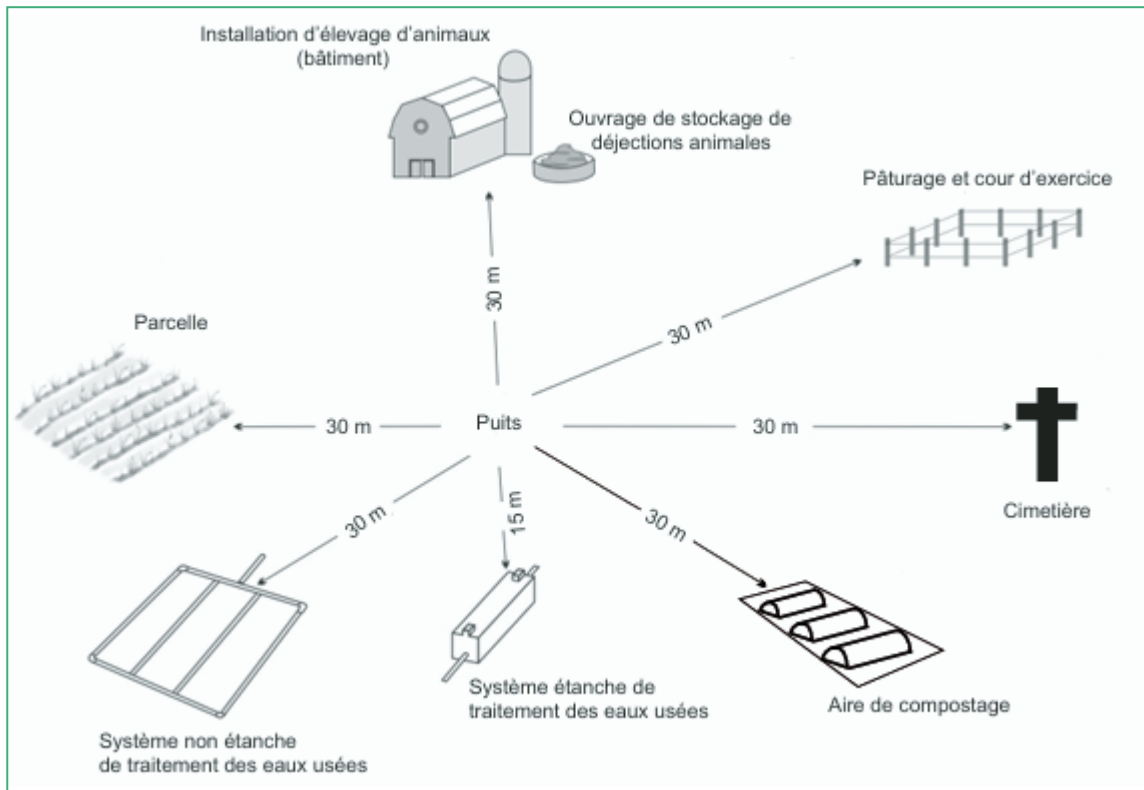 Installation d'élevage d'animaux
(bâtiment)
Ouvrage de stockage de
déjections animales
Pâturage et cour d'exercice
30 m
30 m
Parcelle
30 m
Puits
30 m
Cimetière
30 m
15 m
30 m
Système étanche de
traitement des eaux usées
Aire de compostage
Système non étanche
de traitement des eaux usées